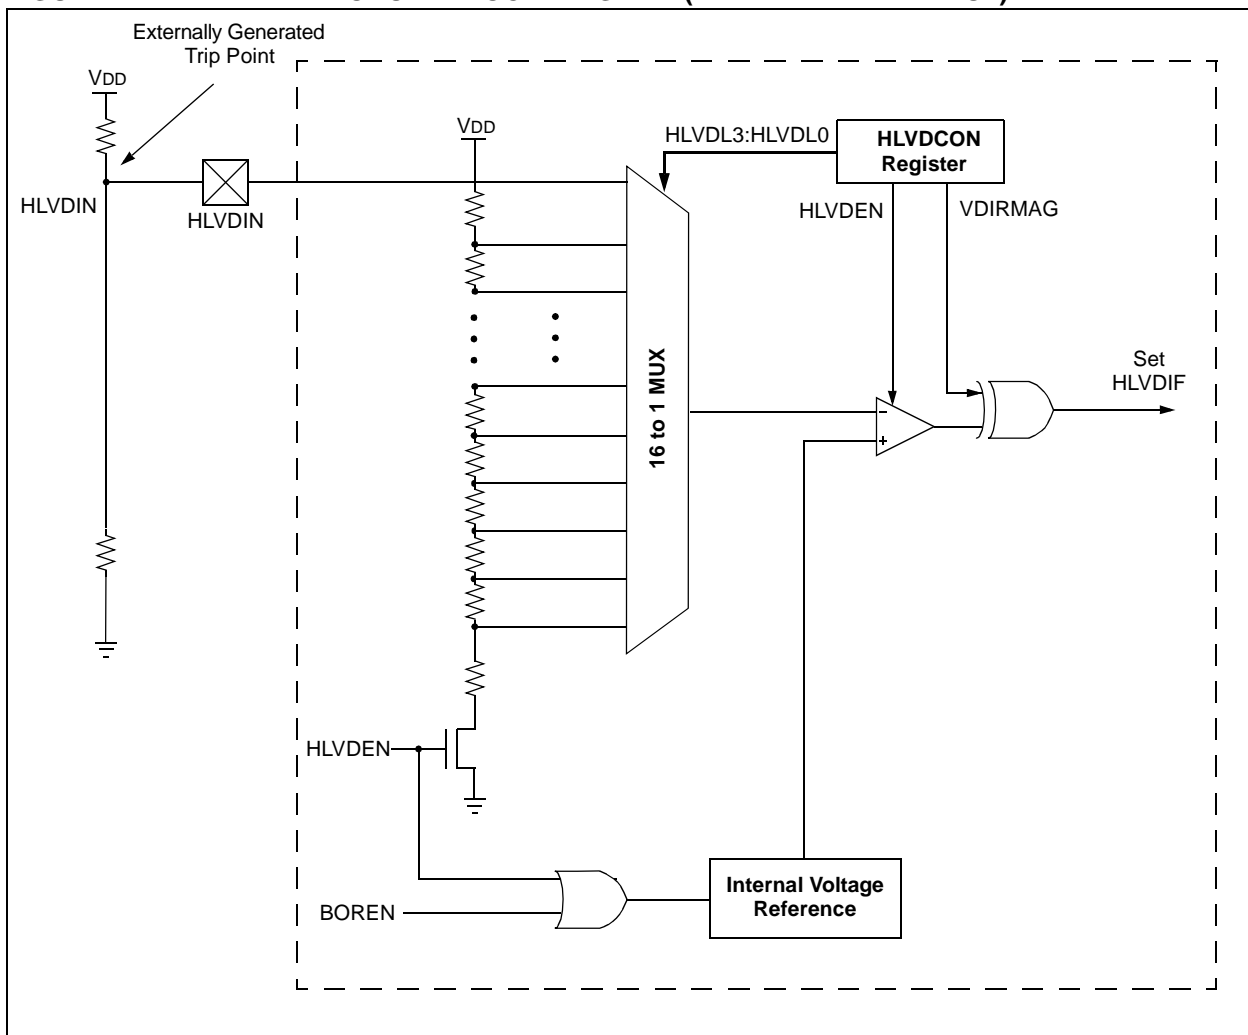 Externally Generated
Trip Point
VDD
VDD
HLVDL3:HLVDL0
HLVDCON
Register
HLVDIN
HLVDIN
HLVDEN
VDIRMAG
16 to 1 MUX
Set
HLVDIF
-
+
HLVDEN
BOREN
Internal Voltage
Reference